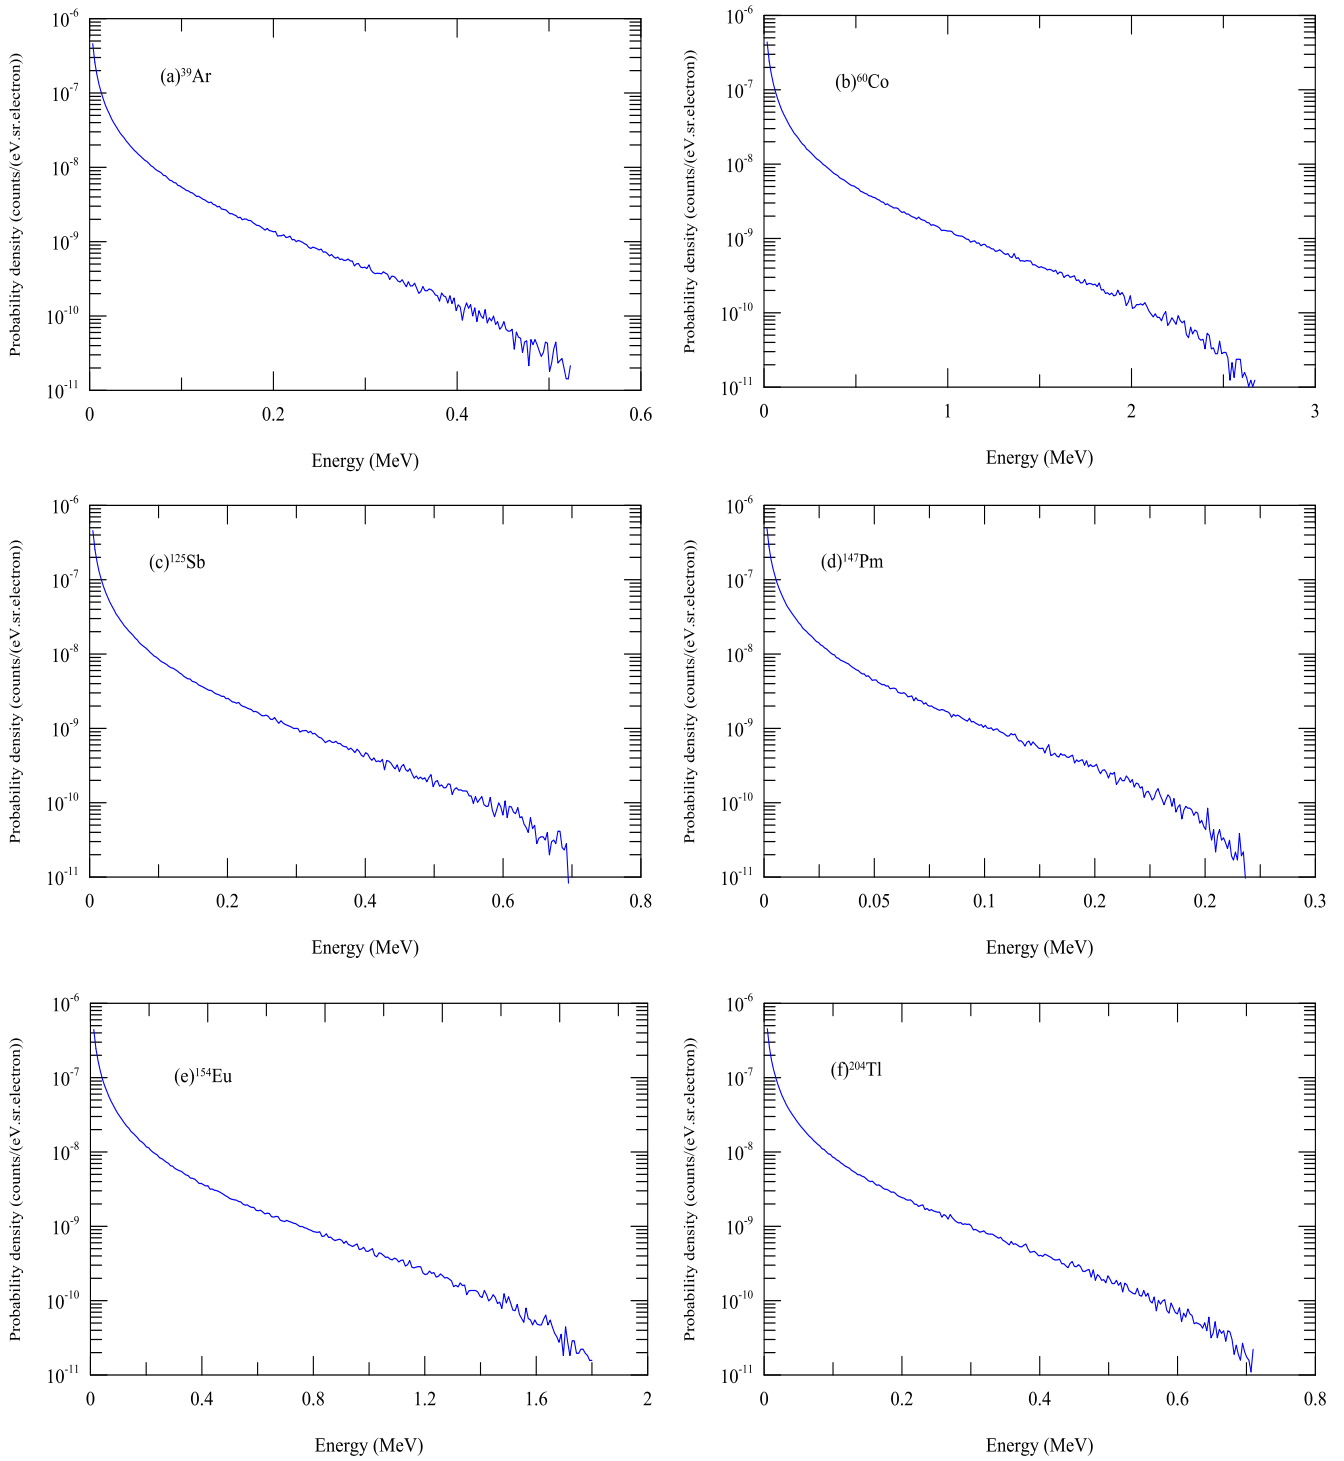 Probability density (counts/(eV.sr.electron))
10-6
10-7
10-8
10-9
10-10
10-11
(a)39Ar
0 0.2 0.4 0.6
Energy (MeV)
Probability density (counts/(eV.sr.electron))
10-6
10-7
10-8
10-9
10-10
10-11
(b)60Co
0 1 2 3
Energy (MeV)
Probability density (counts/(eV.sr.electron))
10-6
10-7
10-8
10-9
10-10
10-11
(c)125Sb
0 0.2 0.4 0.6 0.8
Energy (MeV)
Probability density (counts/(eV.sr.electron))
10-6
10-7
10-8
10-9
10-10
10-11
(d)147Pm
0 0.05 0.1 0.2 0.2 0.3
Energy (MeV)
Probability density (counts/(eV.sr.electron))
10-6
10-7
10-8
10-9
10-10
10-11
(e)154Eu
0 0.4 0.8 1.2 1.6 2
Energy (MeV)
Probability density (counts/(eV.sr.electron))
10-6
10-7
10-8
10-9
10-10
10-11
(f)204Tl
0 0.2 0.4 0.6 0.8
Energy (MeV)